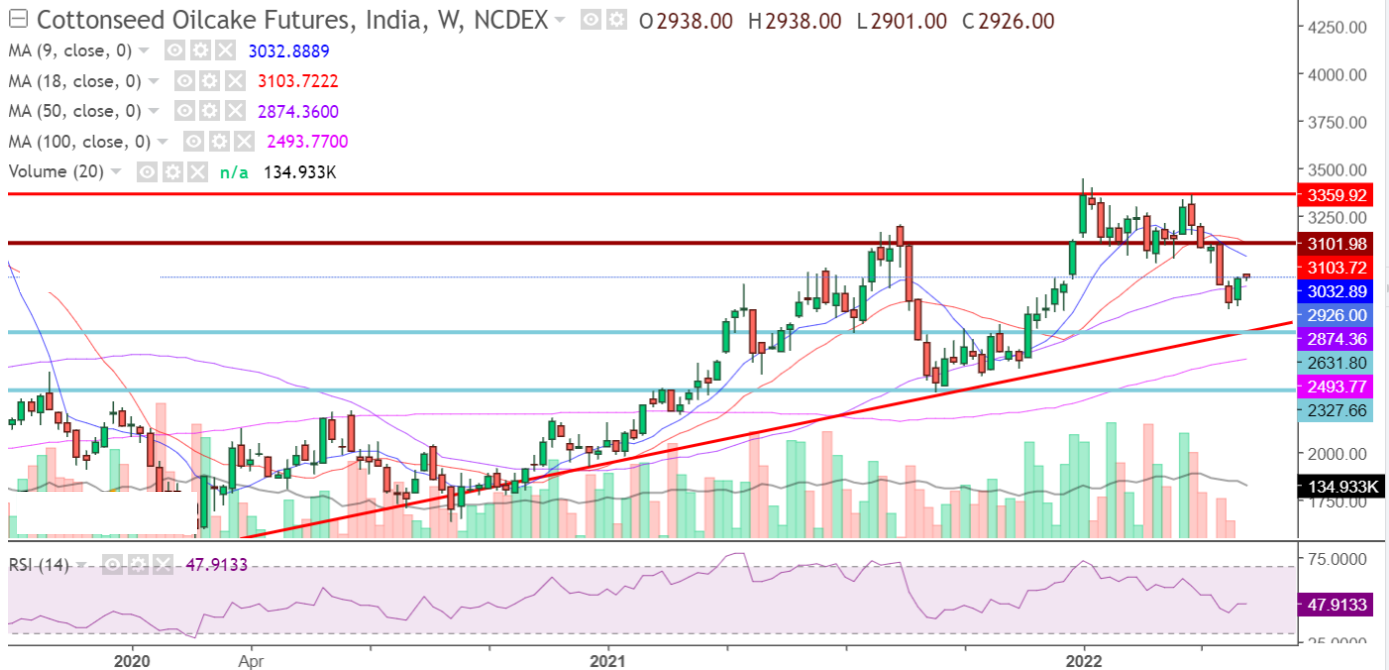 Cottonseed Oilcake Futures, India, W, NCDEX O2938.00 H2938.00 L2901.00 C2926.00
MA (9, close, 0) 3032.8889
MA (18, close, 0) 3103.7222
MA (50, close, 0) 2874.3600
MA (100, close, 0) 2493.7700
Volume (20) n/a 134.933K
4250.00
4000.00
3750.00
3500.00
3359.92
3250.00
3101.98
3103.72
3032.89
2926.00
2874.36
2631.80
2493.77
2327.66
2000.00
134.933K
1750.00
RSI (14) 47.9133
75.0000
47.9133
25.0000
2020 Apr 2021 2022